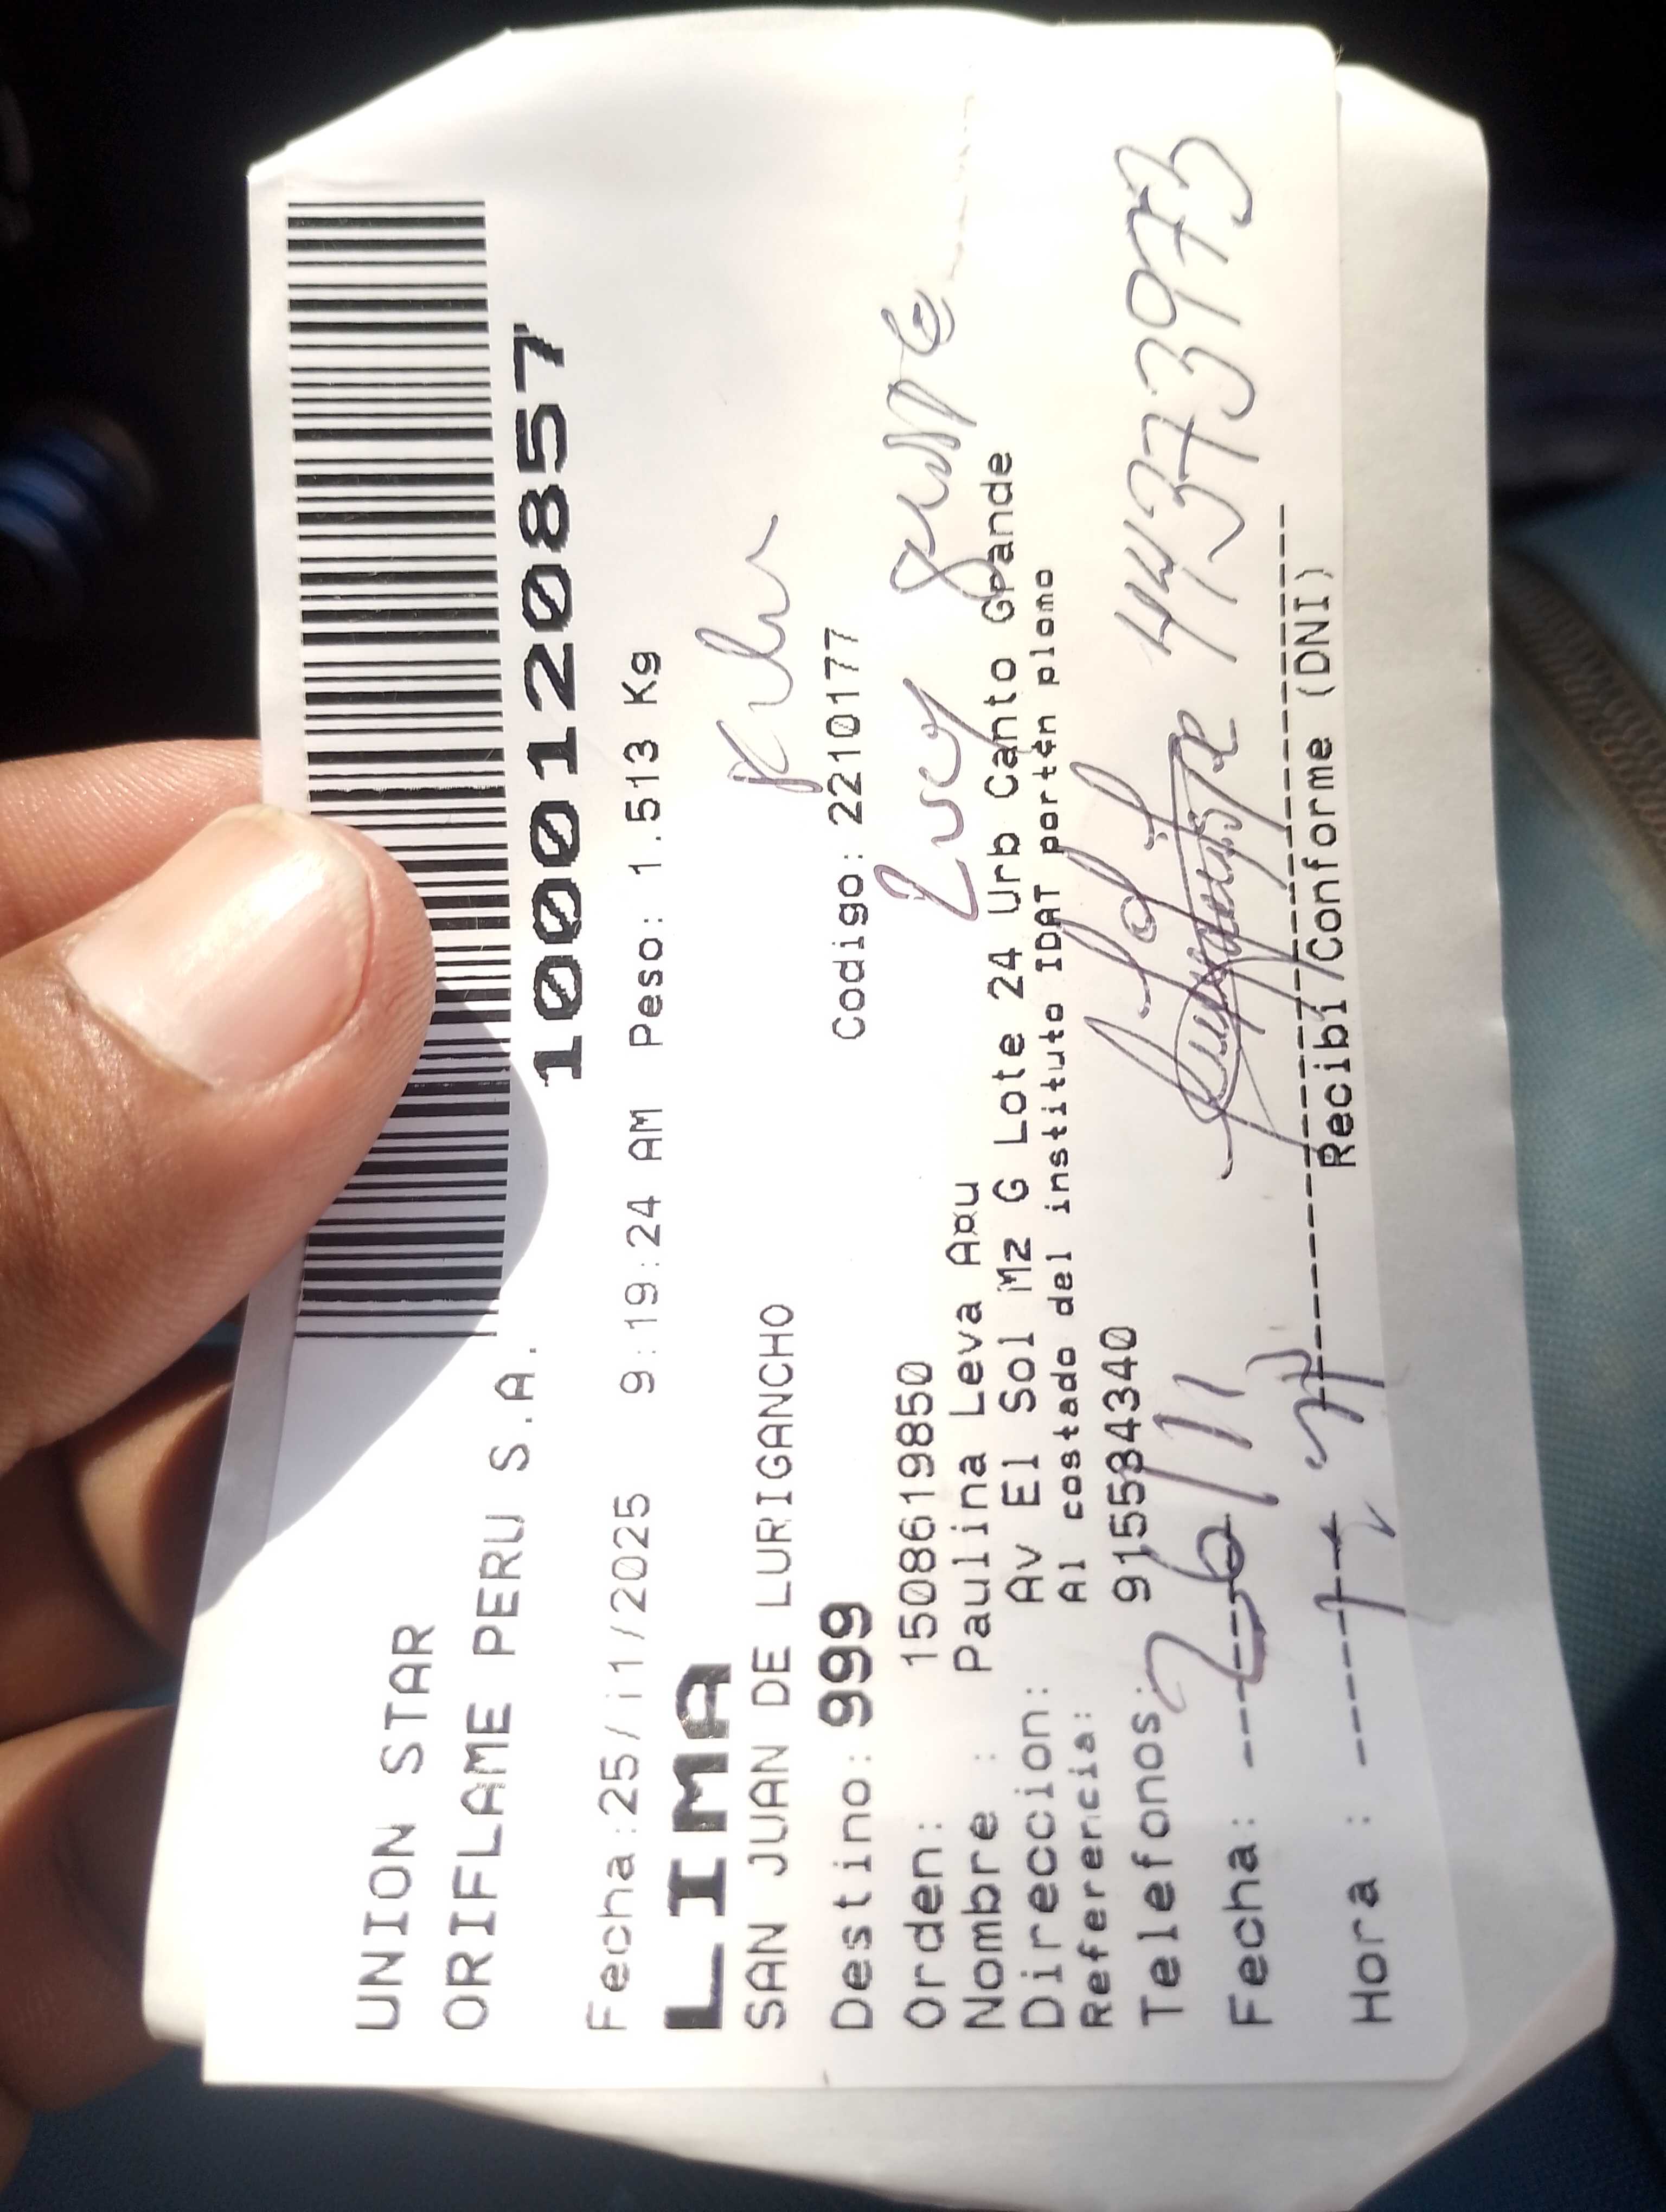 1000120857
UNION STAR
ORIFLAME PERU S.A.
Fecha:25/11/2025 9:19:24 AM Peso: 1.513 Kg
LIMA
SAN JUAN DE LURIGANCHO
Destino: 999 Codigo: 2210177
Orden: 1508619850
Nombre : Paulina Leva Apu
Direccion: Av El Sol Mz G Lote 24 Urb Canto Grande
Referencia: Al costado del instituto IDAT portón plomo
Telefonos: 915584340
Fecha: 26/11
44373973
Hora :
Recibi Conforme (DNI)